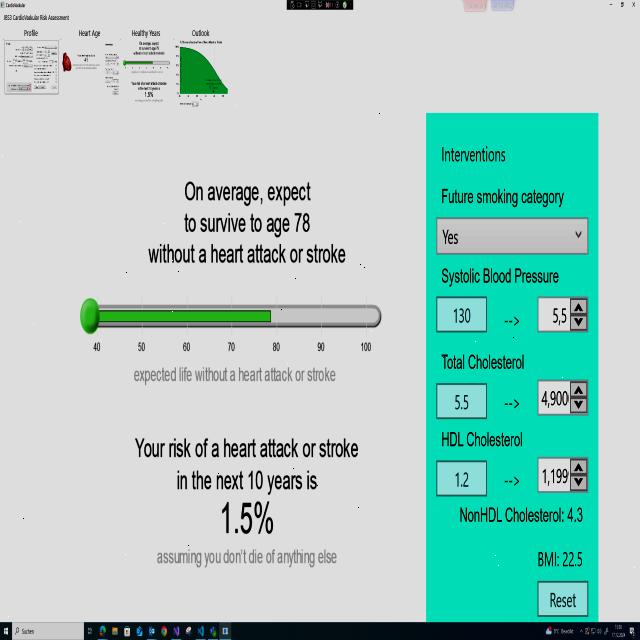 CardioVadular
JBS3 CardioVadular Risk Assessment
Profile
Heart Age
Healthy Years
Outlook
On average, expect
to survive to age 78
without a heart attack or stroke
40 50 60 70 80 90 100
expected life without a heart attack or stroke
Your risk of a heart attack or stroke
in the next 10 years is
1.5%
assuming you don't die of anything else
Interventions
Future smoking category
Yes
Systolic Blood Pressure
130 --> 5,5
Total Cholesterol
5.5 --> 4,900
HDL Cholesterol
1.2 --> 1,199
NonHDL Cholesterol: 4.3
BMI: 22.5
Reset
Suchen